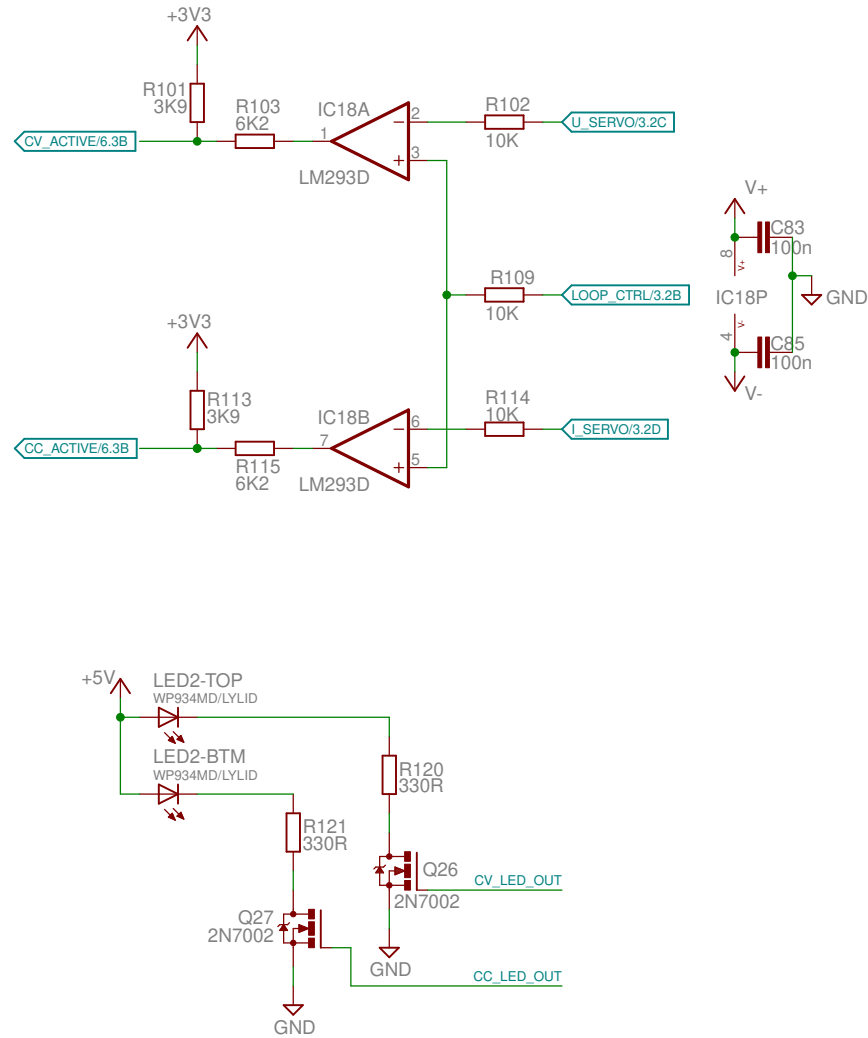 +3V3
R101
3K9
R103
6K2
IC18A
1
2
3
LM293D
R102
10K
CV_ACTIVE/6.3B
U_SERVO/3.2C
V+
C83
100n
8
V+
R109
10K
LOOP_CTRL/3.2B
IC18P
GND
+3V3
4
V-
C85
100n
V-
R113
3K9
R115
6K2
IC18B
7
6
5
LM293D
R114
10K
CC_ACTIVE/6.3B
I_SERVO/3.2D
+5V
LED2-TOP
WP934MD/LYLID
LED2-BTM
WP934MD/LYLID
R120
330R
R121
330R
Q26
2N7002
CV_LED_OUT
Q27
2N7002
GND
CC_LED_OUT
GND